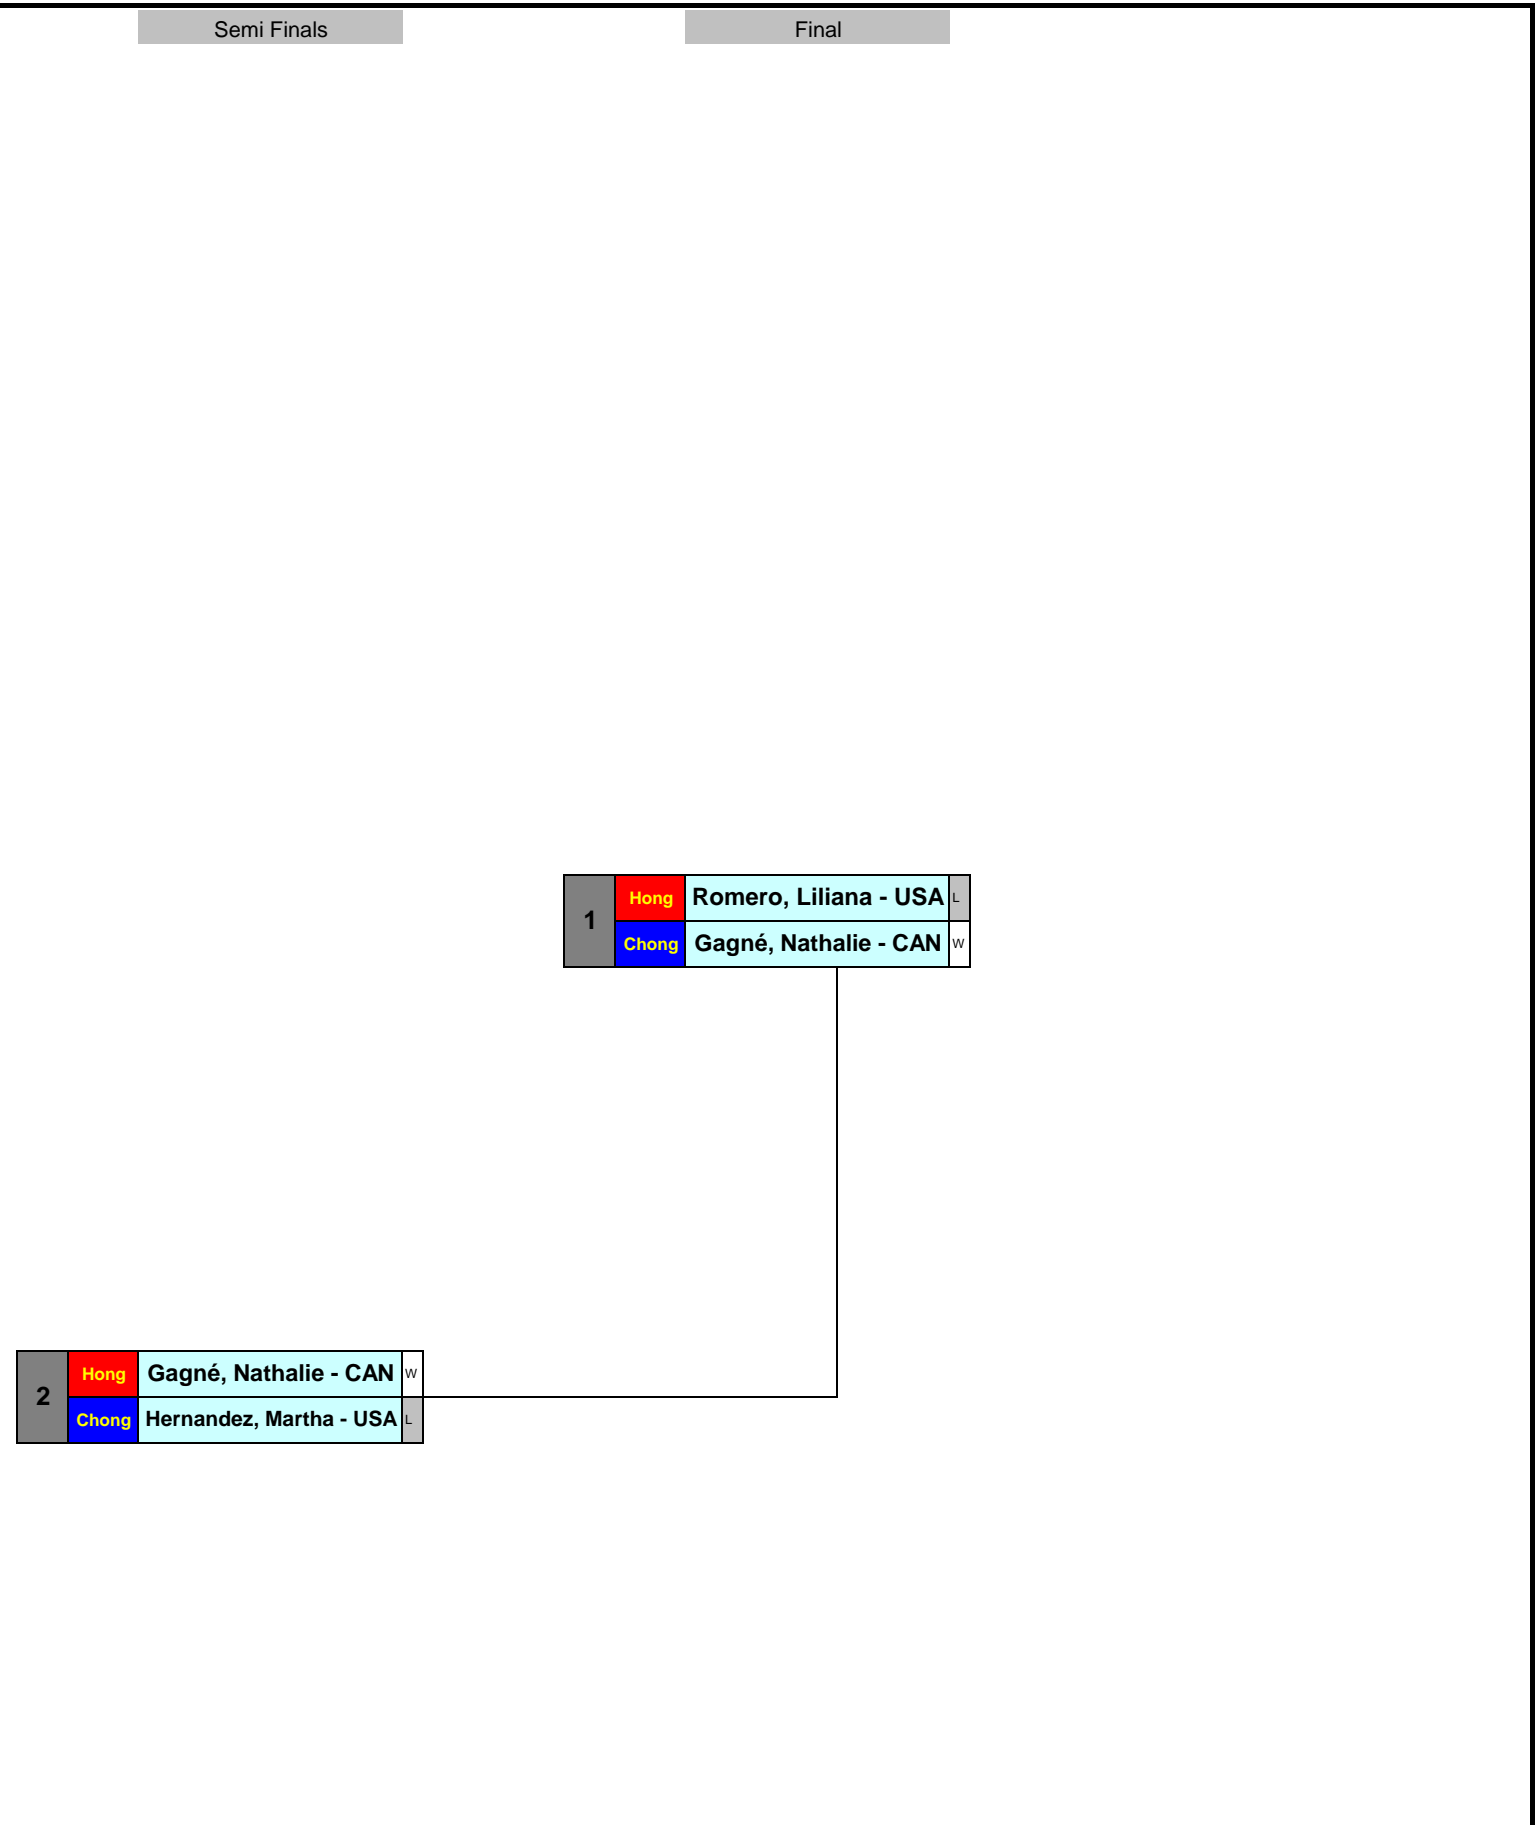 Semi Finals
Final
1
Hong
Romero, Liliana - USA
L
Chong
Gagné, Nathalie - CAN
W
2
Hong
Gagné, Nathalie - CAN
W
Chong
Hernandez, Martha - USA
L